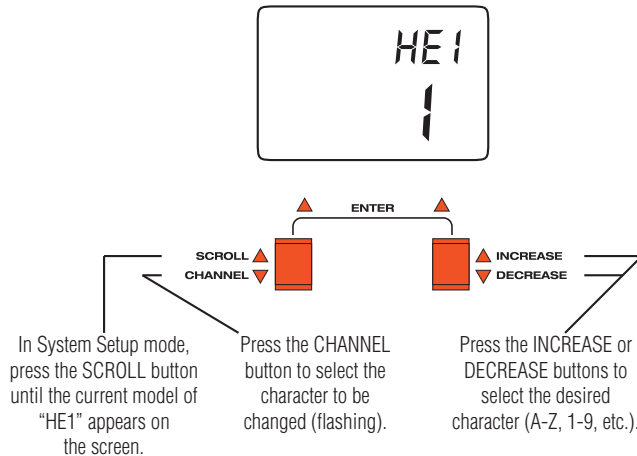 HE1
1
ENTER
SCROLL
CHANNEL
INCREASE
DECREASE
In System Setup mode,
press the SCROLL button
until the current model of
“HE1” appears on
the screen.
Press the CHANNEL
button to select the
character to be
changed (flashing).
Press the INCREASE or
DECREASE buttons to
select the desired
character (A-Z, 1-9, etc.).